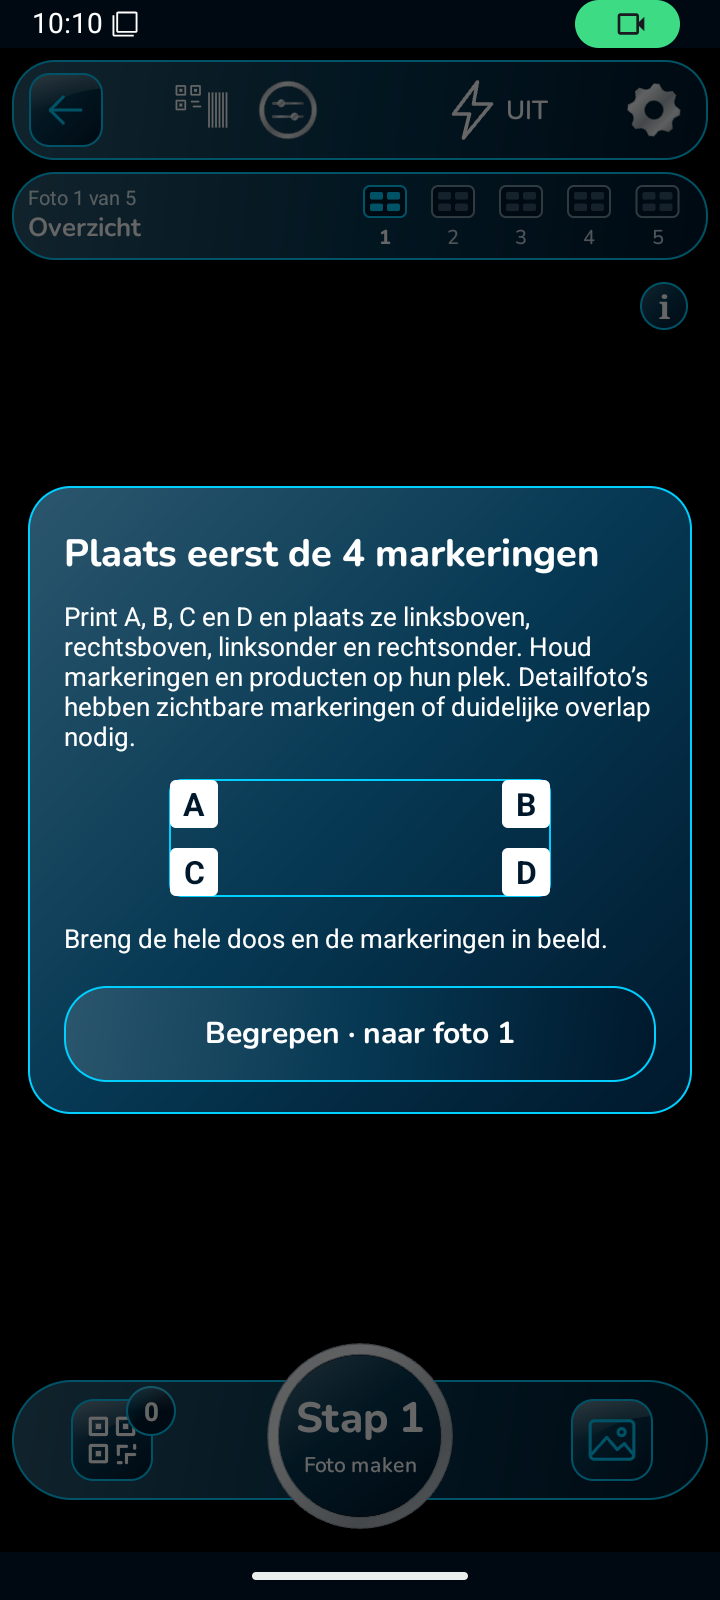 10:10
UIT
Foto 1 van 5
Overzicht
1 2 3 4 5
i
Plaats eerst de 4 markeringen
Print A, B, C en D en plaats ze linksboven,
rechtsboven, linksonder en rechtsonder. Houd
markeringen en producten op hun plek. Detailfoto’s
hebben zichtbare markeringen of duidelijke overlap
nodig.
A B
C D
Breng de hele doos en de markeringen in beeld.
Begrepen · naar foto 1
0
Stap 1
Foto maken